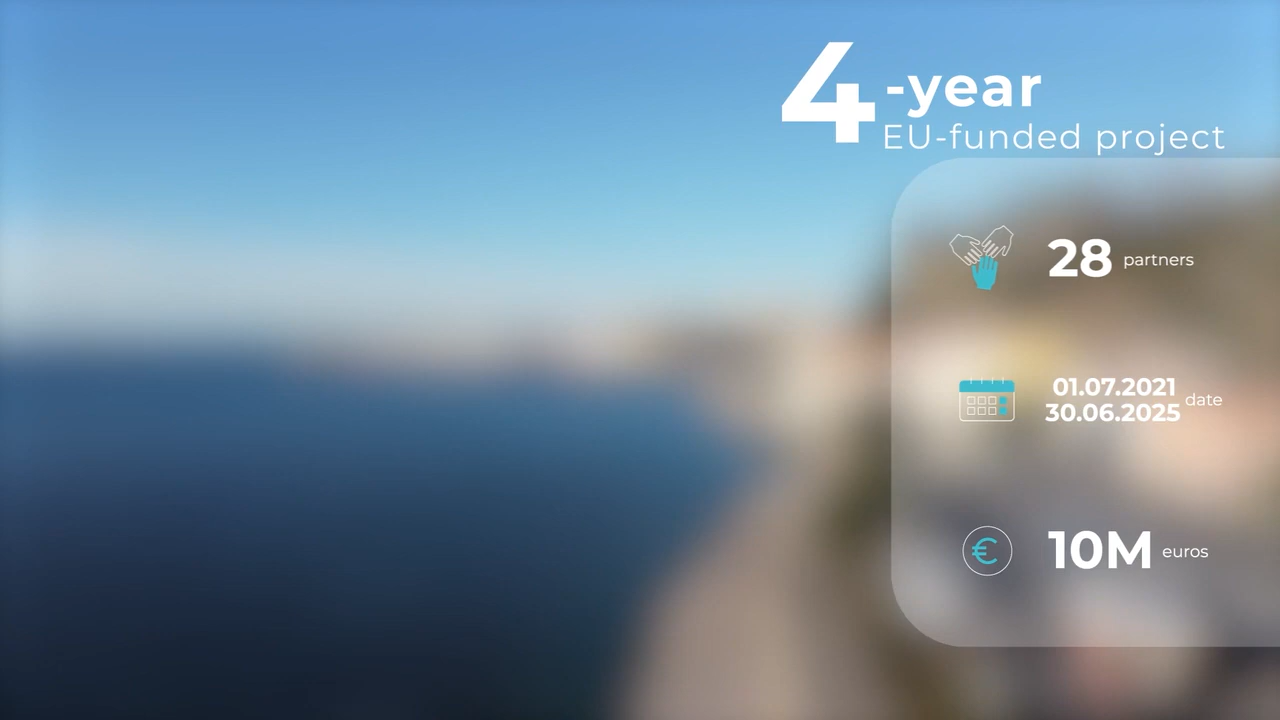 4-year
EU-funded project
28 partners
01.07.2021
30.06.2025 date
10M euros